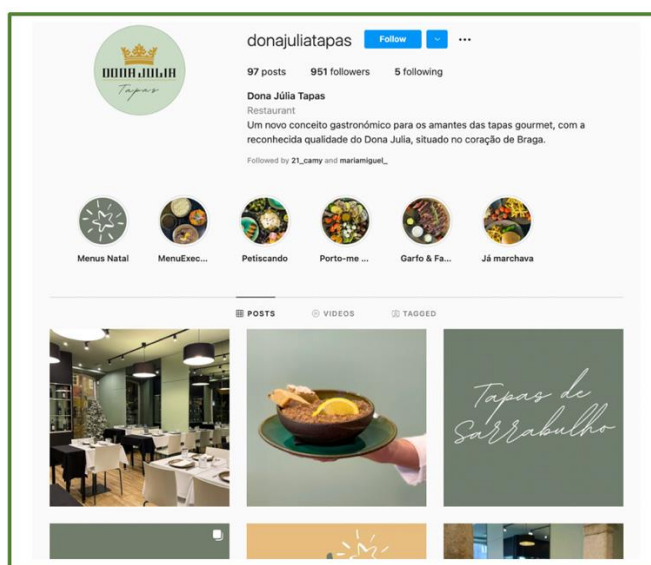 donajuliatapas Follow
97 posts 951 followers 5 following
Dona Júlia Tapas
Restaurant
Um novo conceito gastronómico para os amantes das tapas gourmet, com a
reconhecida qualidade do Dona Julia, situado no coração de Braga.
Followed by 21_camy and mariamiguel_
DONA JULIA
Tapas
Menus Natal MenuExec... Petiscando Porto-me ... Garfo & Fa... Já marchava
POSTS VIDEOS TAGGED
Tapas de
Sarrabulho